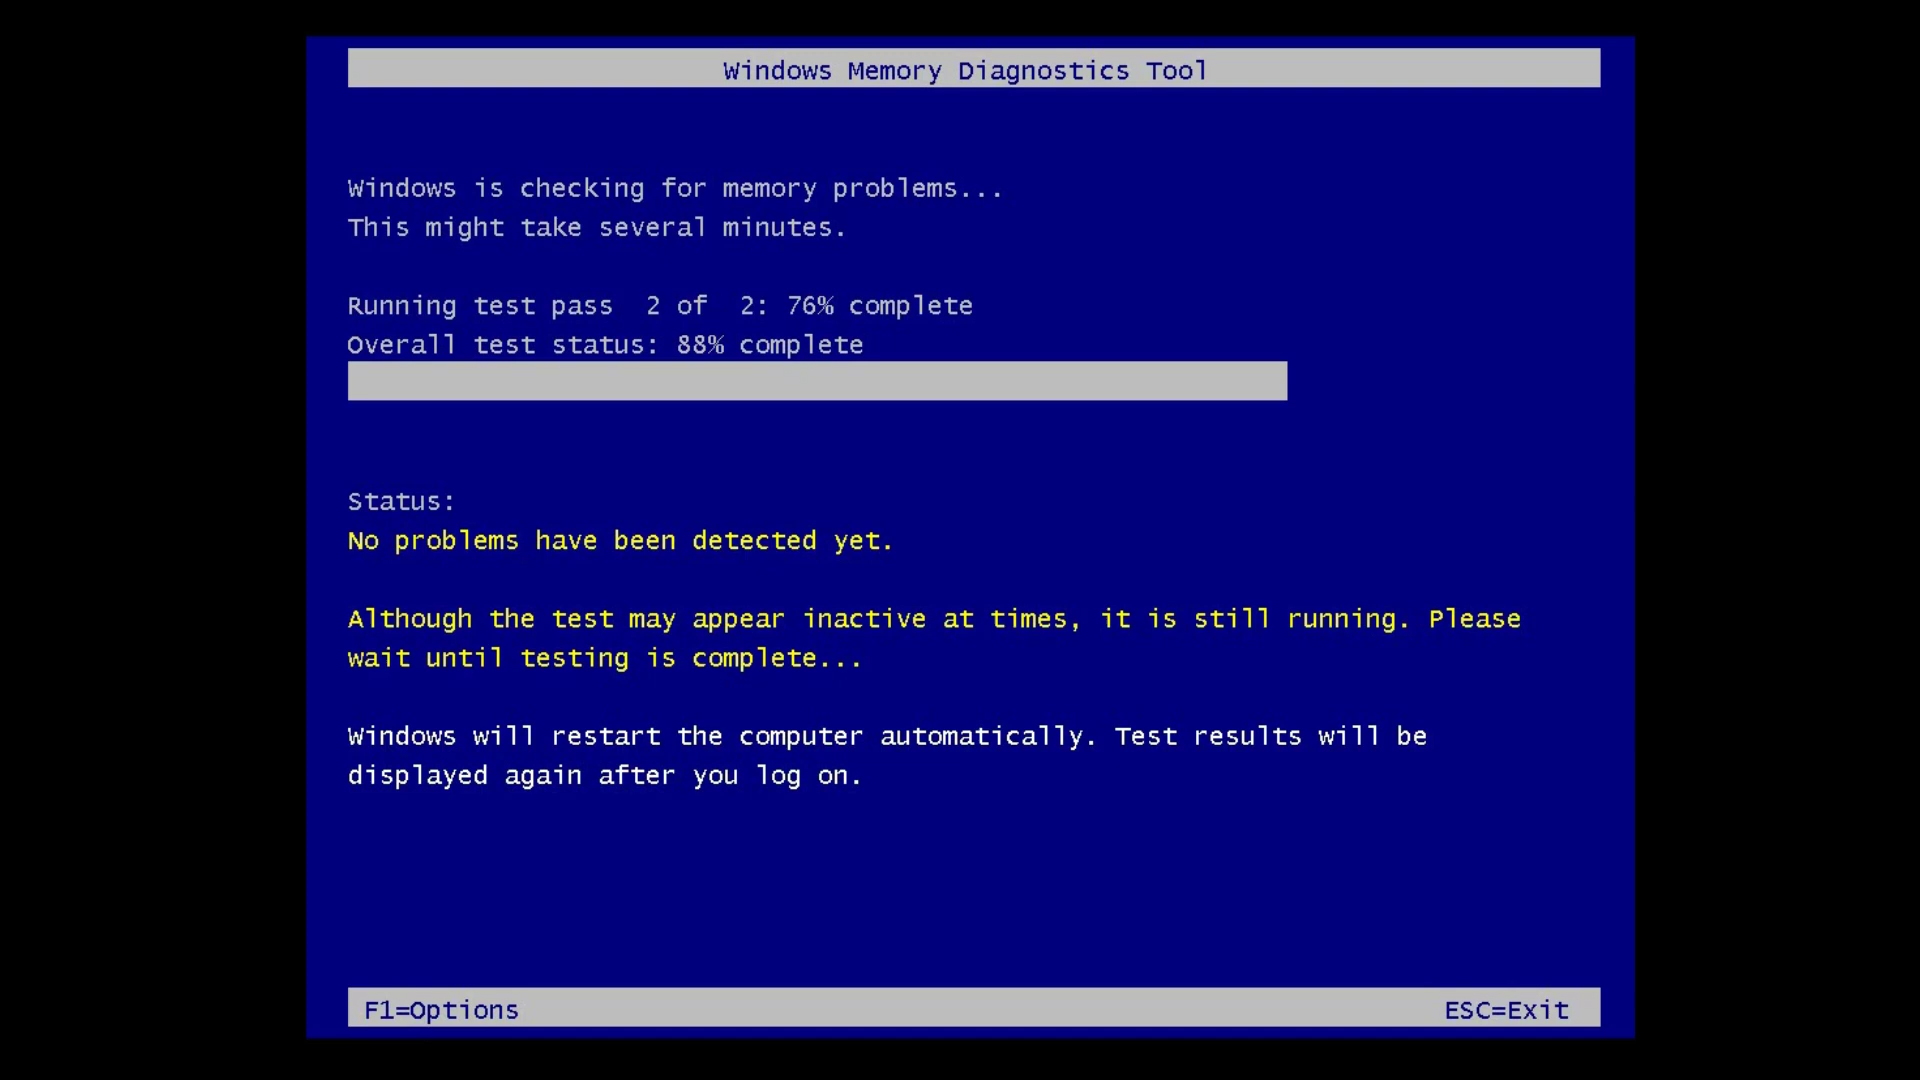 Windows Memory Diagnostics Tool
Windows is checking for memory problems...
This might take several minutes.
Running test pass  2 of  2: 76% complete
Overall test status: 88% complete
Status:
No problems have been detected yet.
Although the test may appear inactive at times, it is still running. Please
wait until testing is complete...
Windows will restart the computer automatically. Test results will be
displayed again after you log on.
F1=Options ESC=Exit